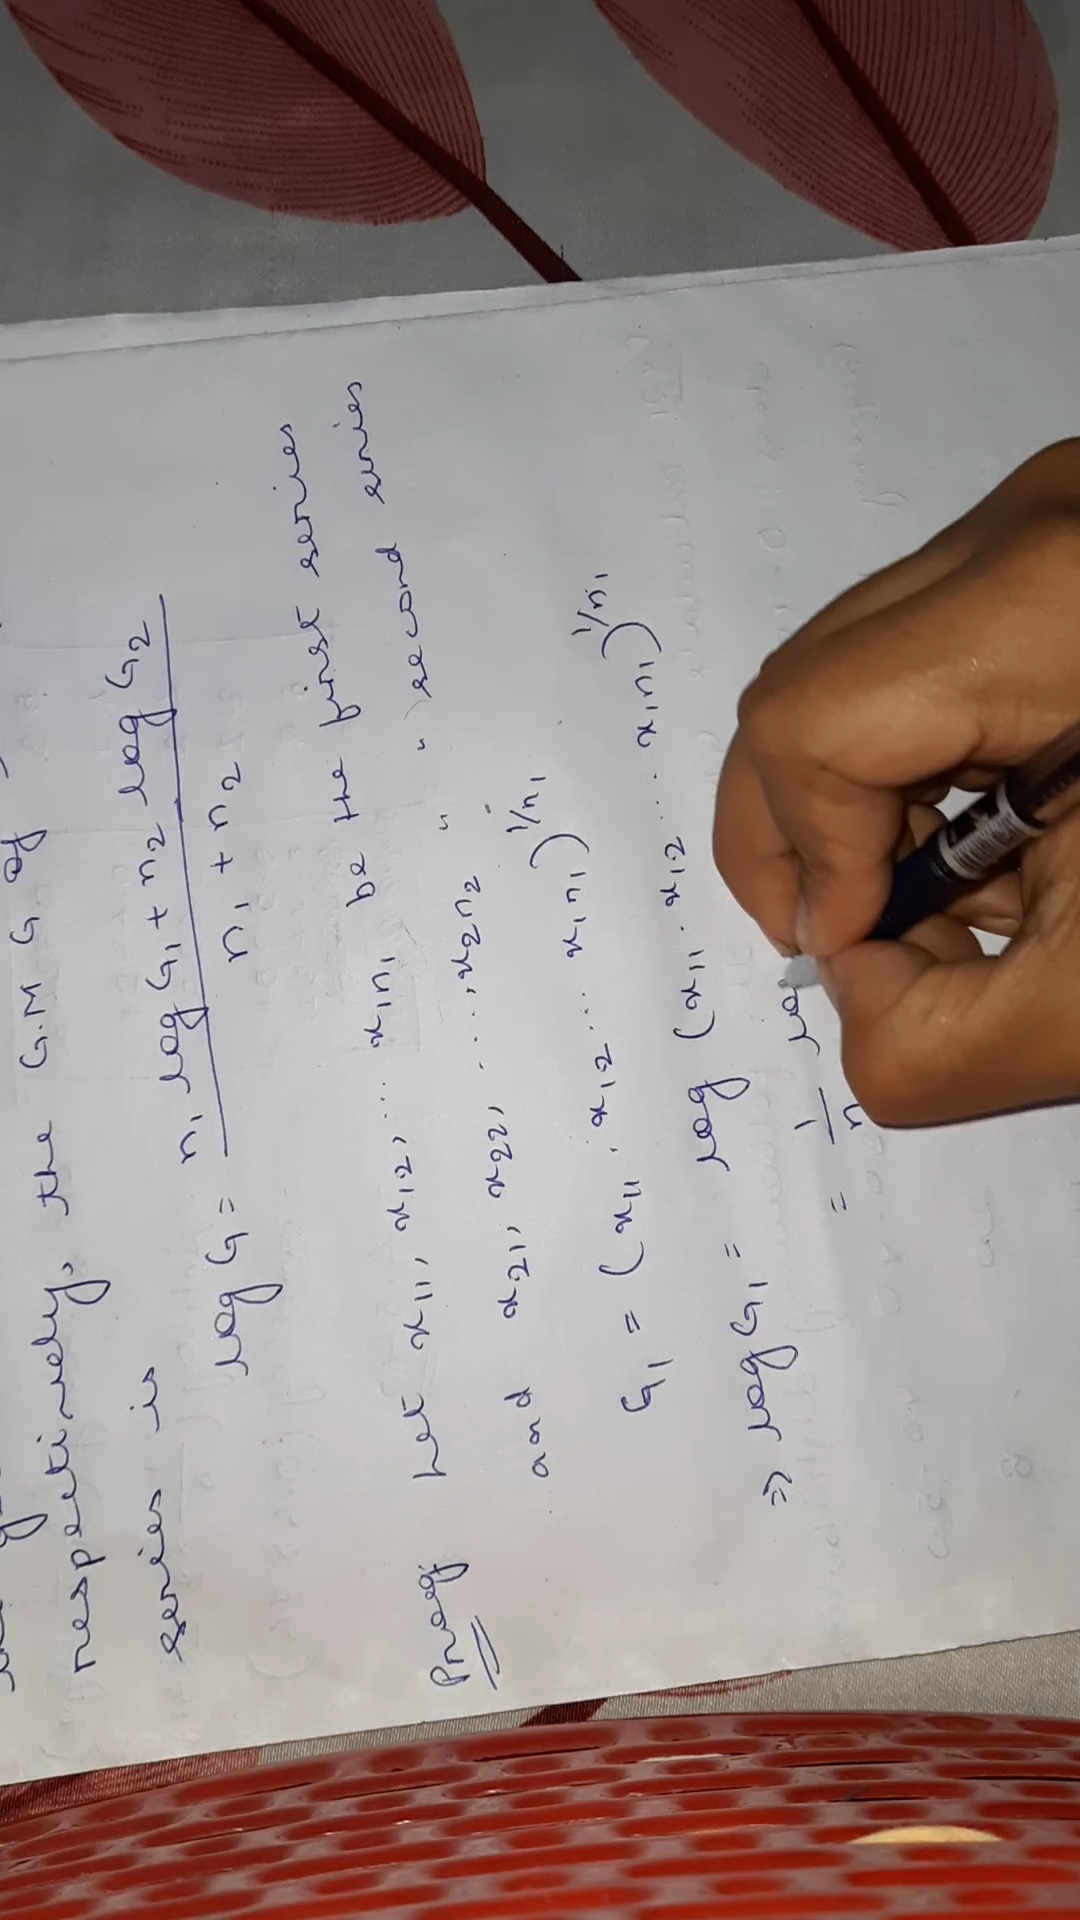 respectively, the G.M G of
series is
log G = n₁ log G₁ + n₂ log G₂ / n₁ + n₂
Proof Let x₁₁, x₁₂, ... x₁n₁ be the first series
and x₂₁, x₂₂, ...., x₂n₂ " " second series
G₁ = (x₁₁ . x₁₂ ... x₁n₁)^1/n₁
⇒ log G₁ = log (x₁₁ . x₁₂ .... x₁n₁)^1/n₁
= 1/n